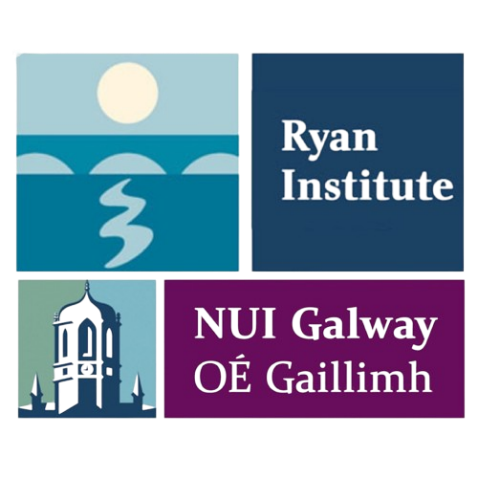 Ryan
Institute
NUI Galway
OÉ Gaillimh